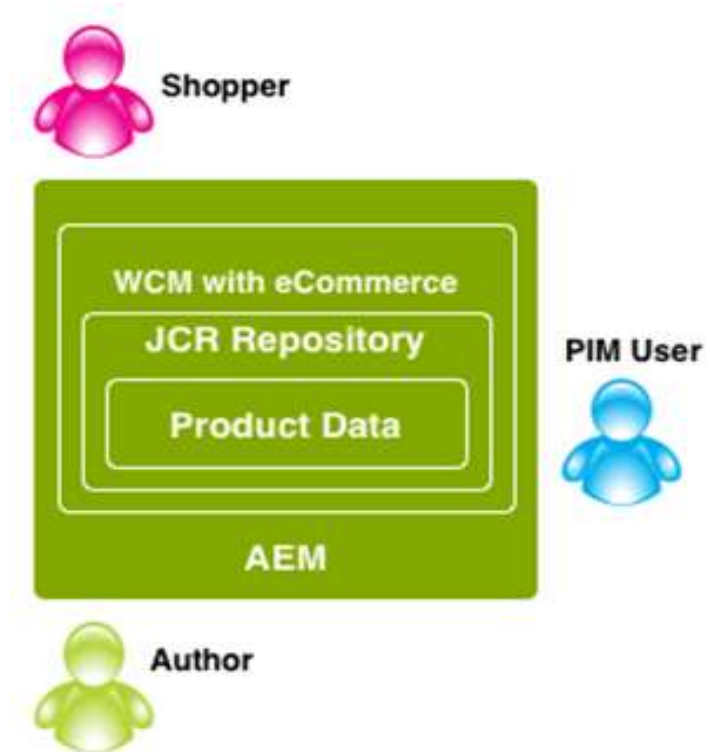 Shopper
WCM with eCommerce
JCR Repository
PIM User
Product Data
AEM
Author